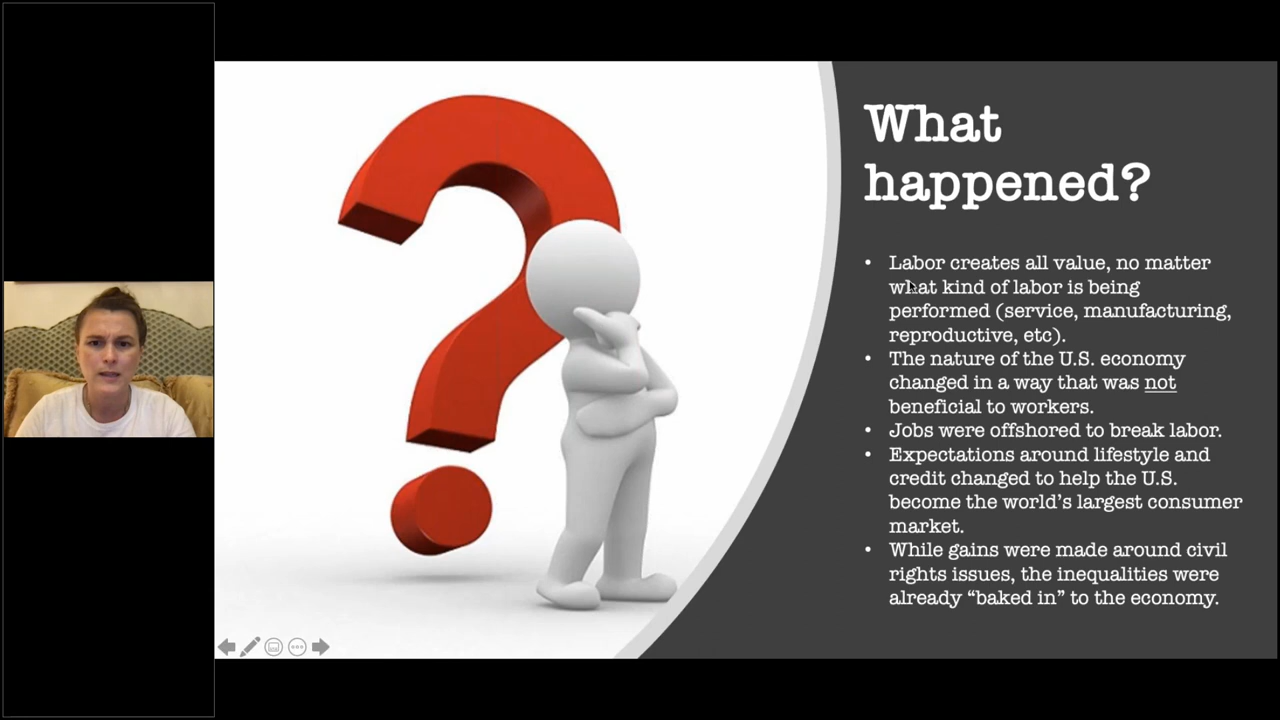 What
happened?
• Labor creates all value, no matter
what kind of labor is being
performed (service, manufacturing,
reproductive, etc).
• The nature of the U.S. economy
changed in a way that was not
beneficial to workers.
• Jobs were offshored to break labor.
• Expectations around lifestyle and
credit changed to help the U.S.
become the world's largest consumer
market.
• While gains were made around civil
rights issues, the inequalities were
already “baked in” to the economy.